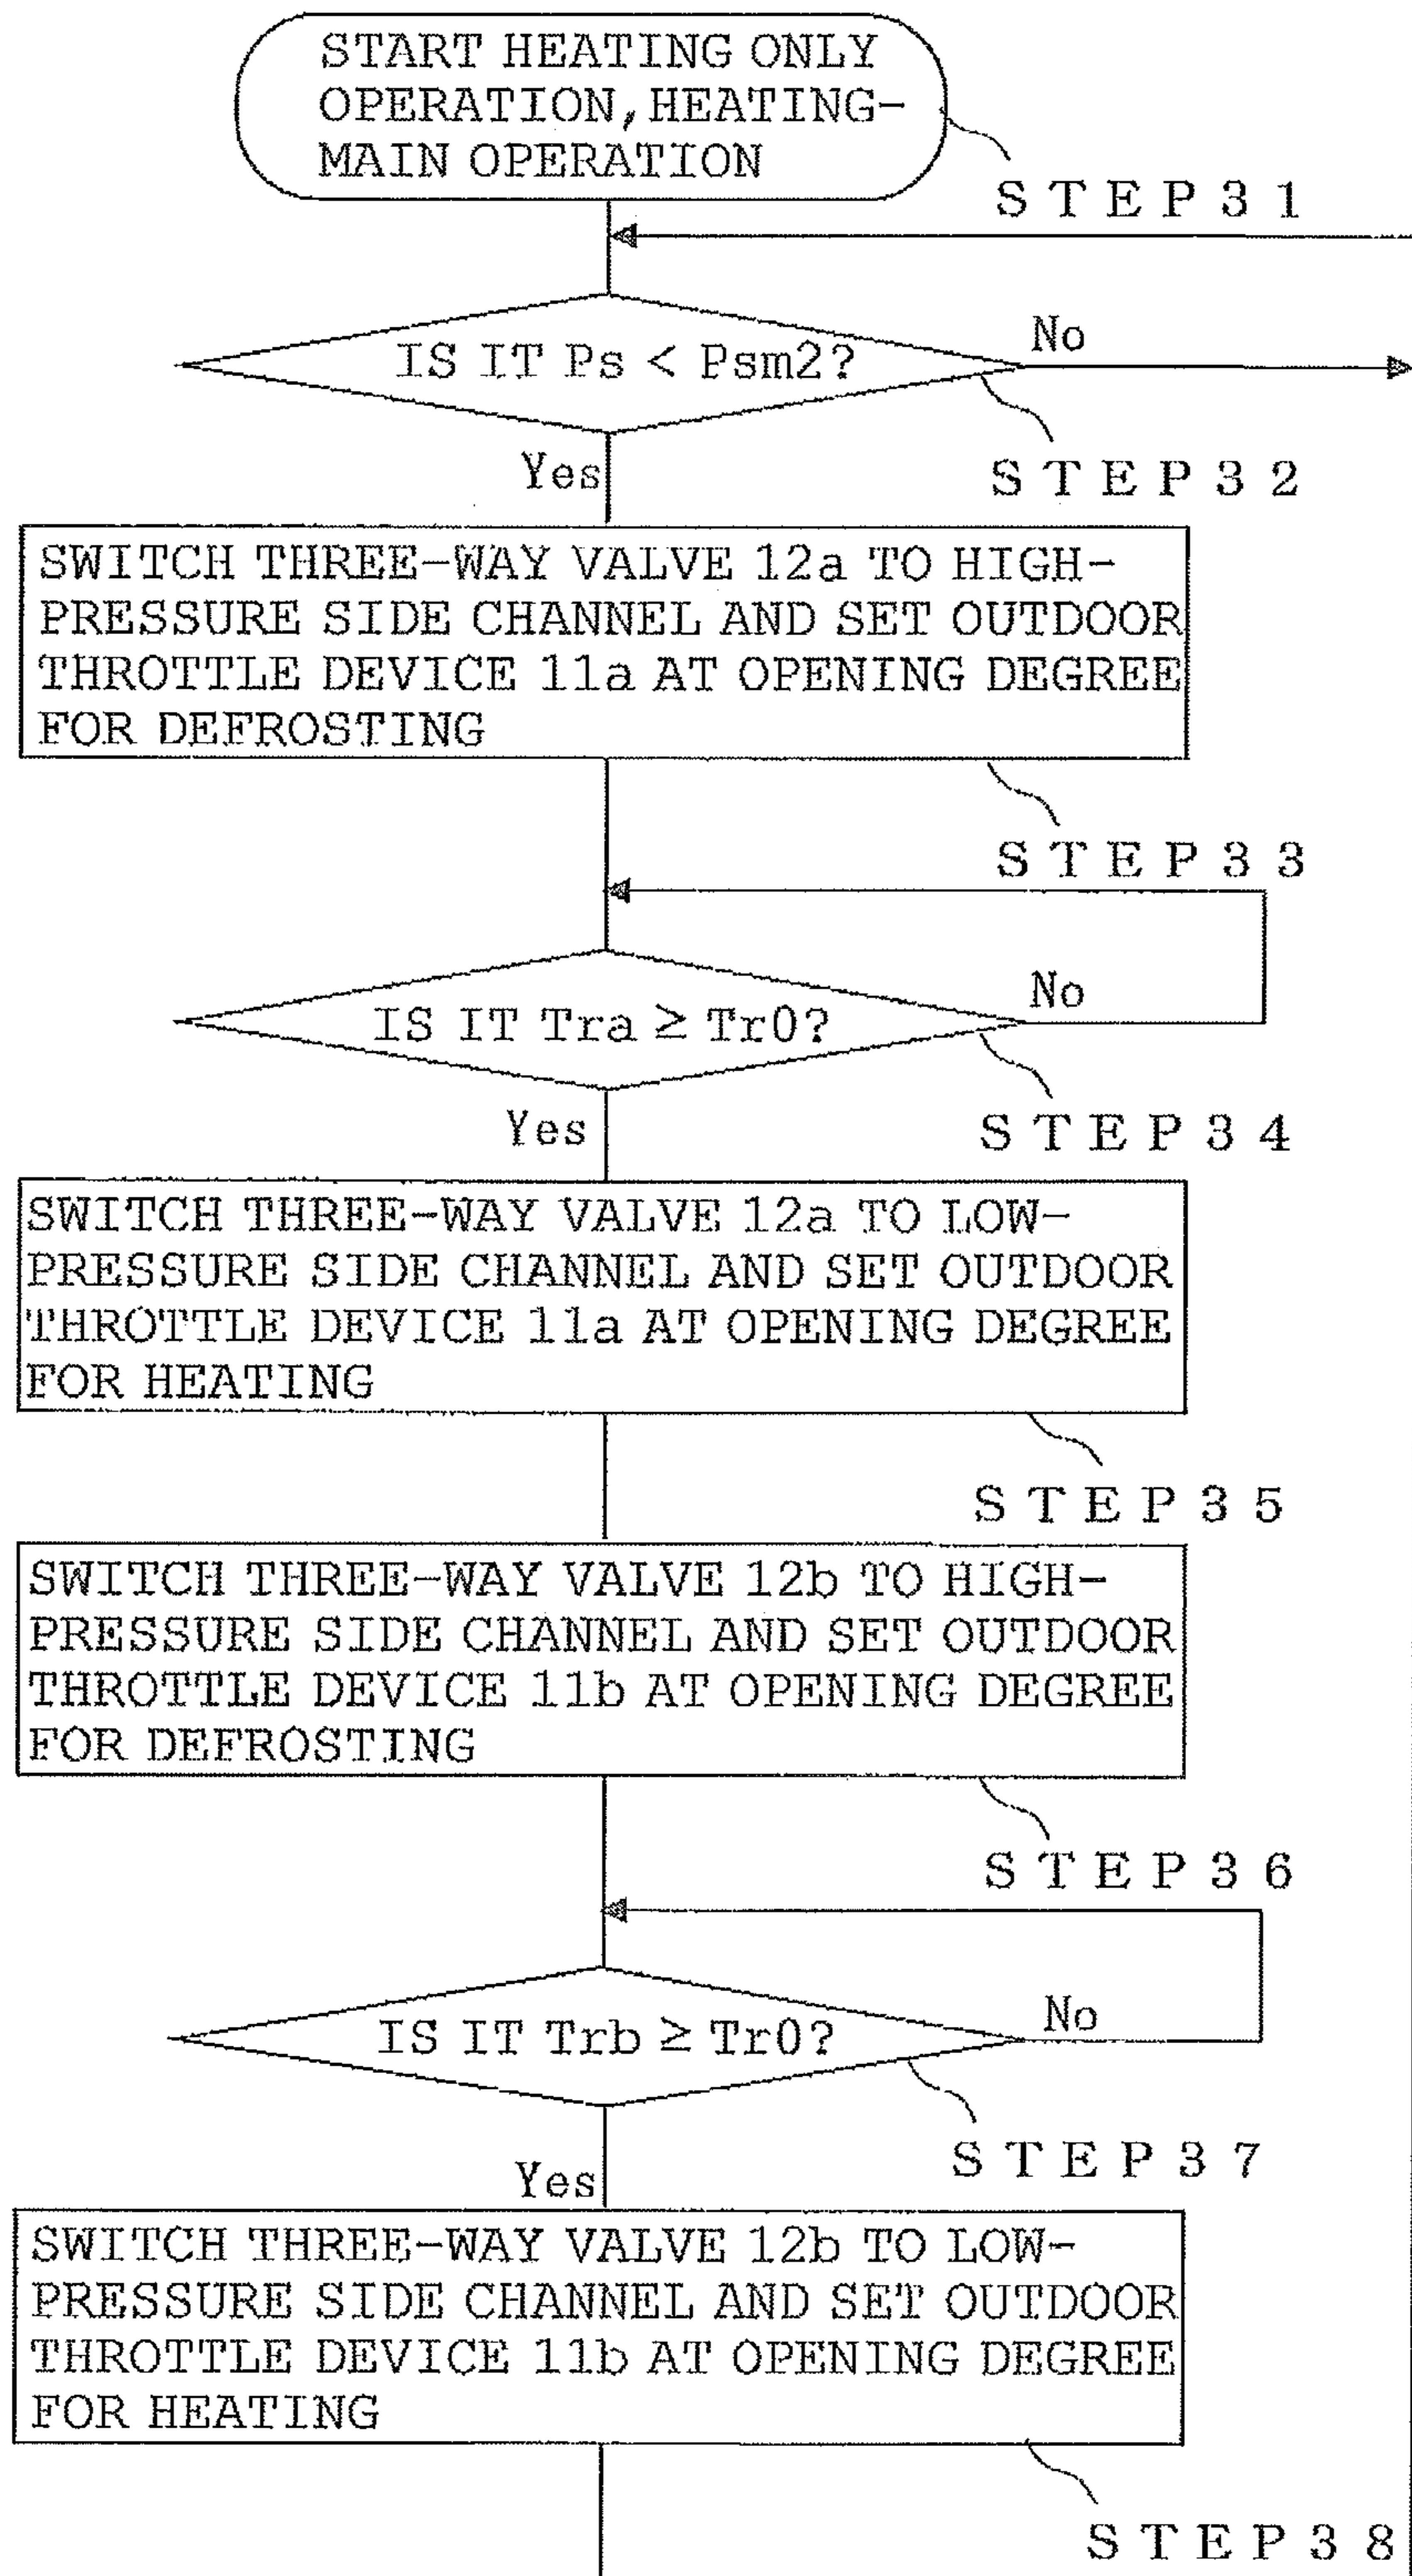 START HEATING ONLY
OPERATION,HEATING-
MAIN OPERATION
STEP31
IS IT Ps < Psm2?
No
Yes
STEP32
SWITCH THREE-WAY VALVE 12a TO HIGH-
PRESSURE SIDE CHANNEL AND SET OUTDOOR
THROTTLE DEVICE 11a AT OPENING DEGREE
FOR DEFROSTING
STEP33
IS IT Tra ≥ Tr0?
No
Yes
STEP34
SWITCH THREE-WAY VALVE 12a TO LOW-
PRESSURE SIDE CHANNEL AND SET OUTDOOR
THROTTLE DEVICE 11a AT OPENING DEGREE
FOR HEATING
STEP35
SWITCH THREE-WAY VALVE 12b TO HIGH-
PRESSURE SIDE CHANNEL AND SET OUTDOOR
THROTTLE DEVICE 11b AT OPENING DEGREE
FOR DEFROSTING
STEP36
IS IT Trb ≥ Tr0?
No
Yes
STEP37
SWITCH THREE-WAY VALVE 12b TO LOW-
PRESSURE SIDE CHANNEL AND SET OUTDOOR
THROTTLE DEVICE 11b AT OPENING DEGREE
FOR HEATING
STEP38